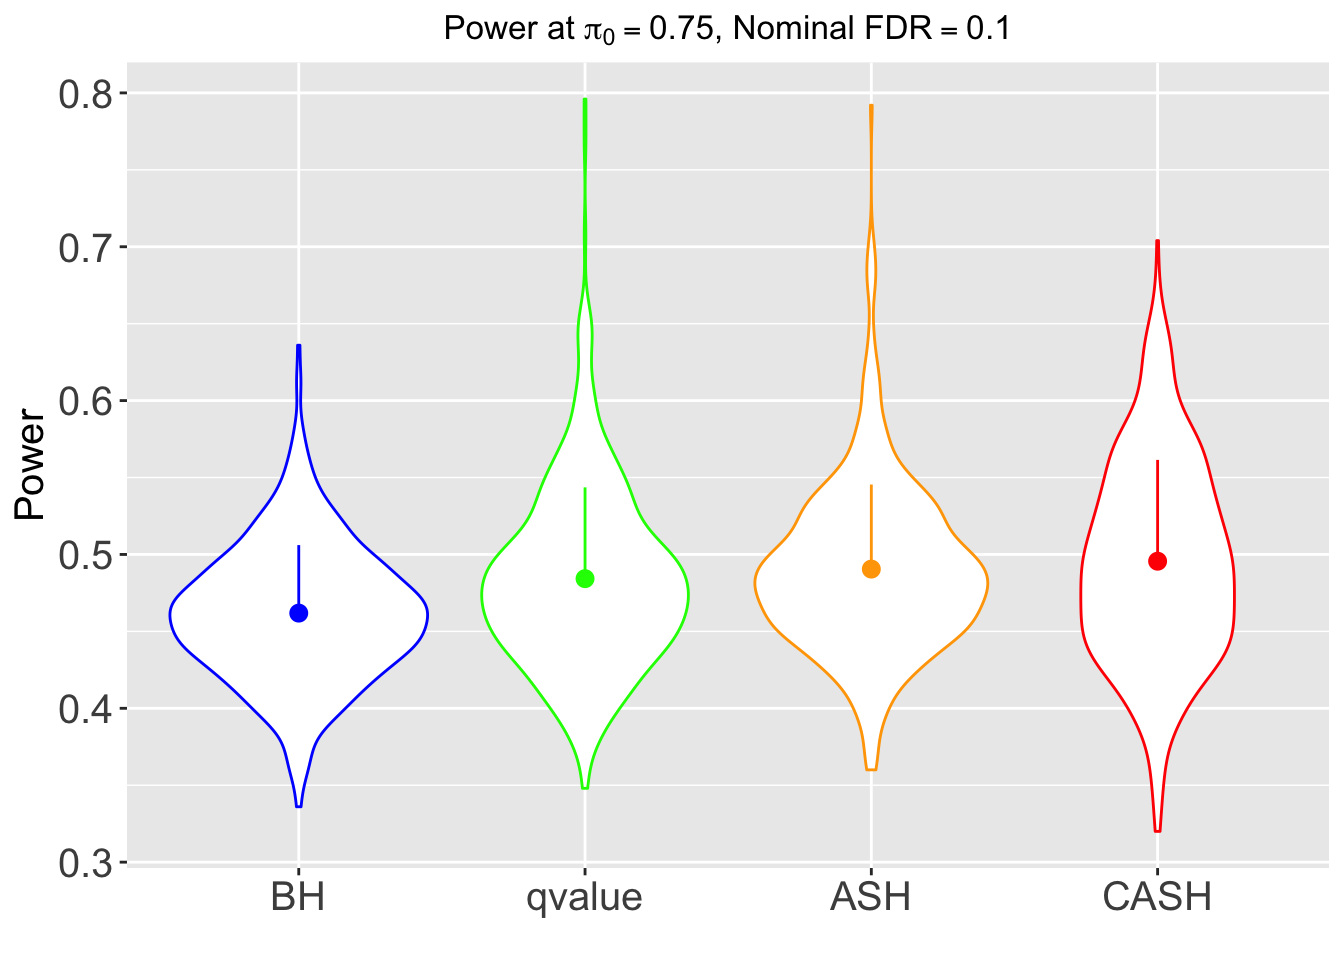 Power at π₀ = 0.75, Nominal FDR = 0.1
0.8
0.7
0.6
0.5
0.4
0.3
Power
BH qvalue ASH CASH